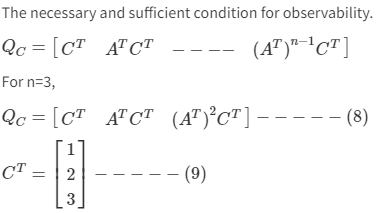 The necessary and sufficient condition for observability.
Q_C = [C^T   A^T C^T   – – – –   (A^T)^{n-1} C^T]
For n=3,
Q_C = [C^T   A^T C^T   (A^T)^2 C^T] – – – – – (8)
C^T = [1 2 3] – – – – – (9)